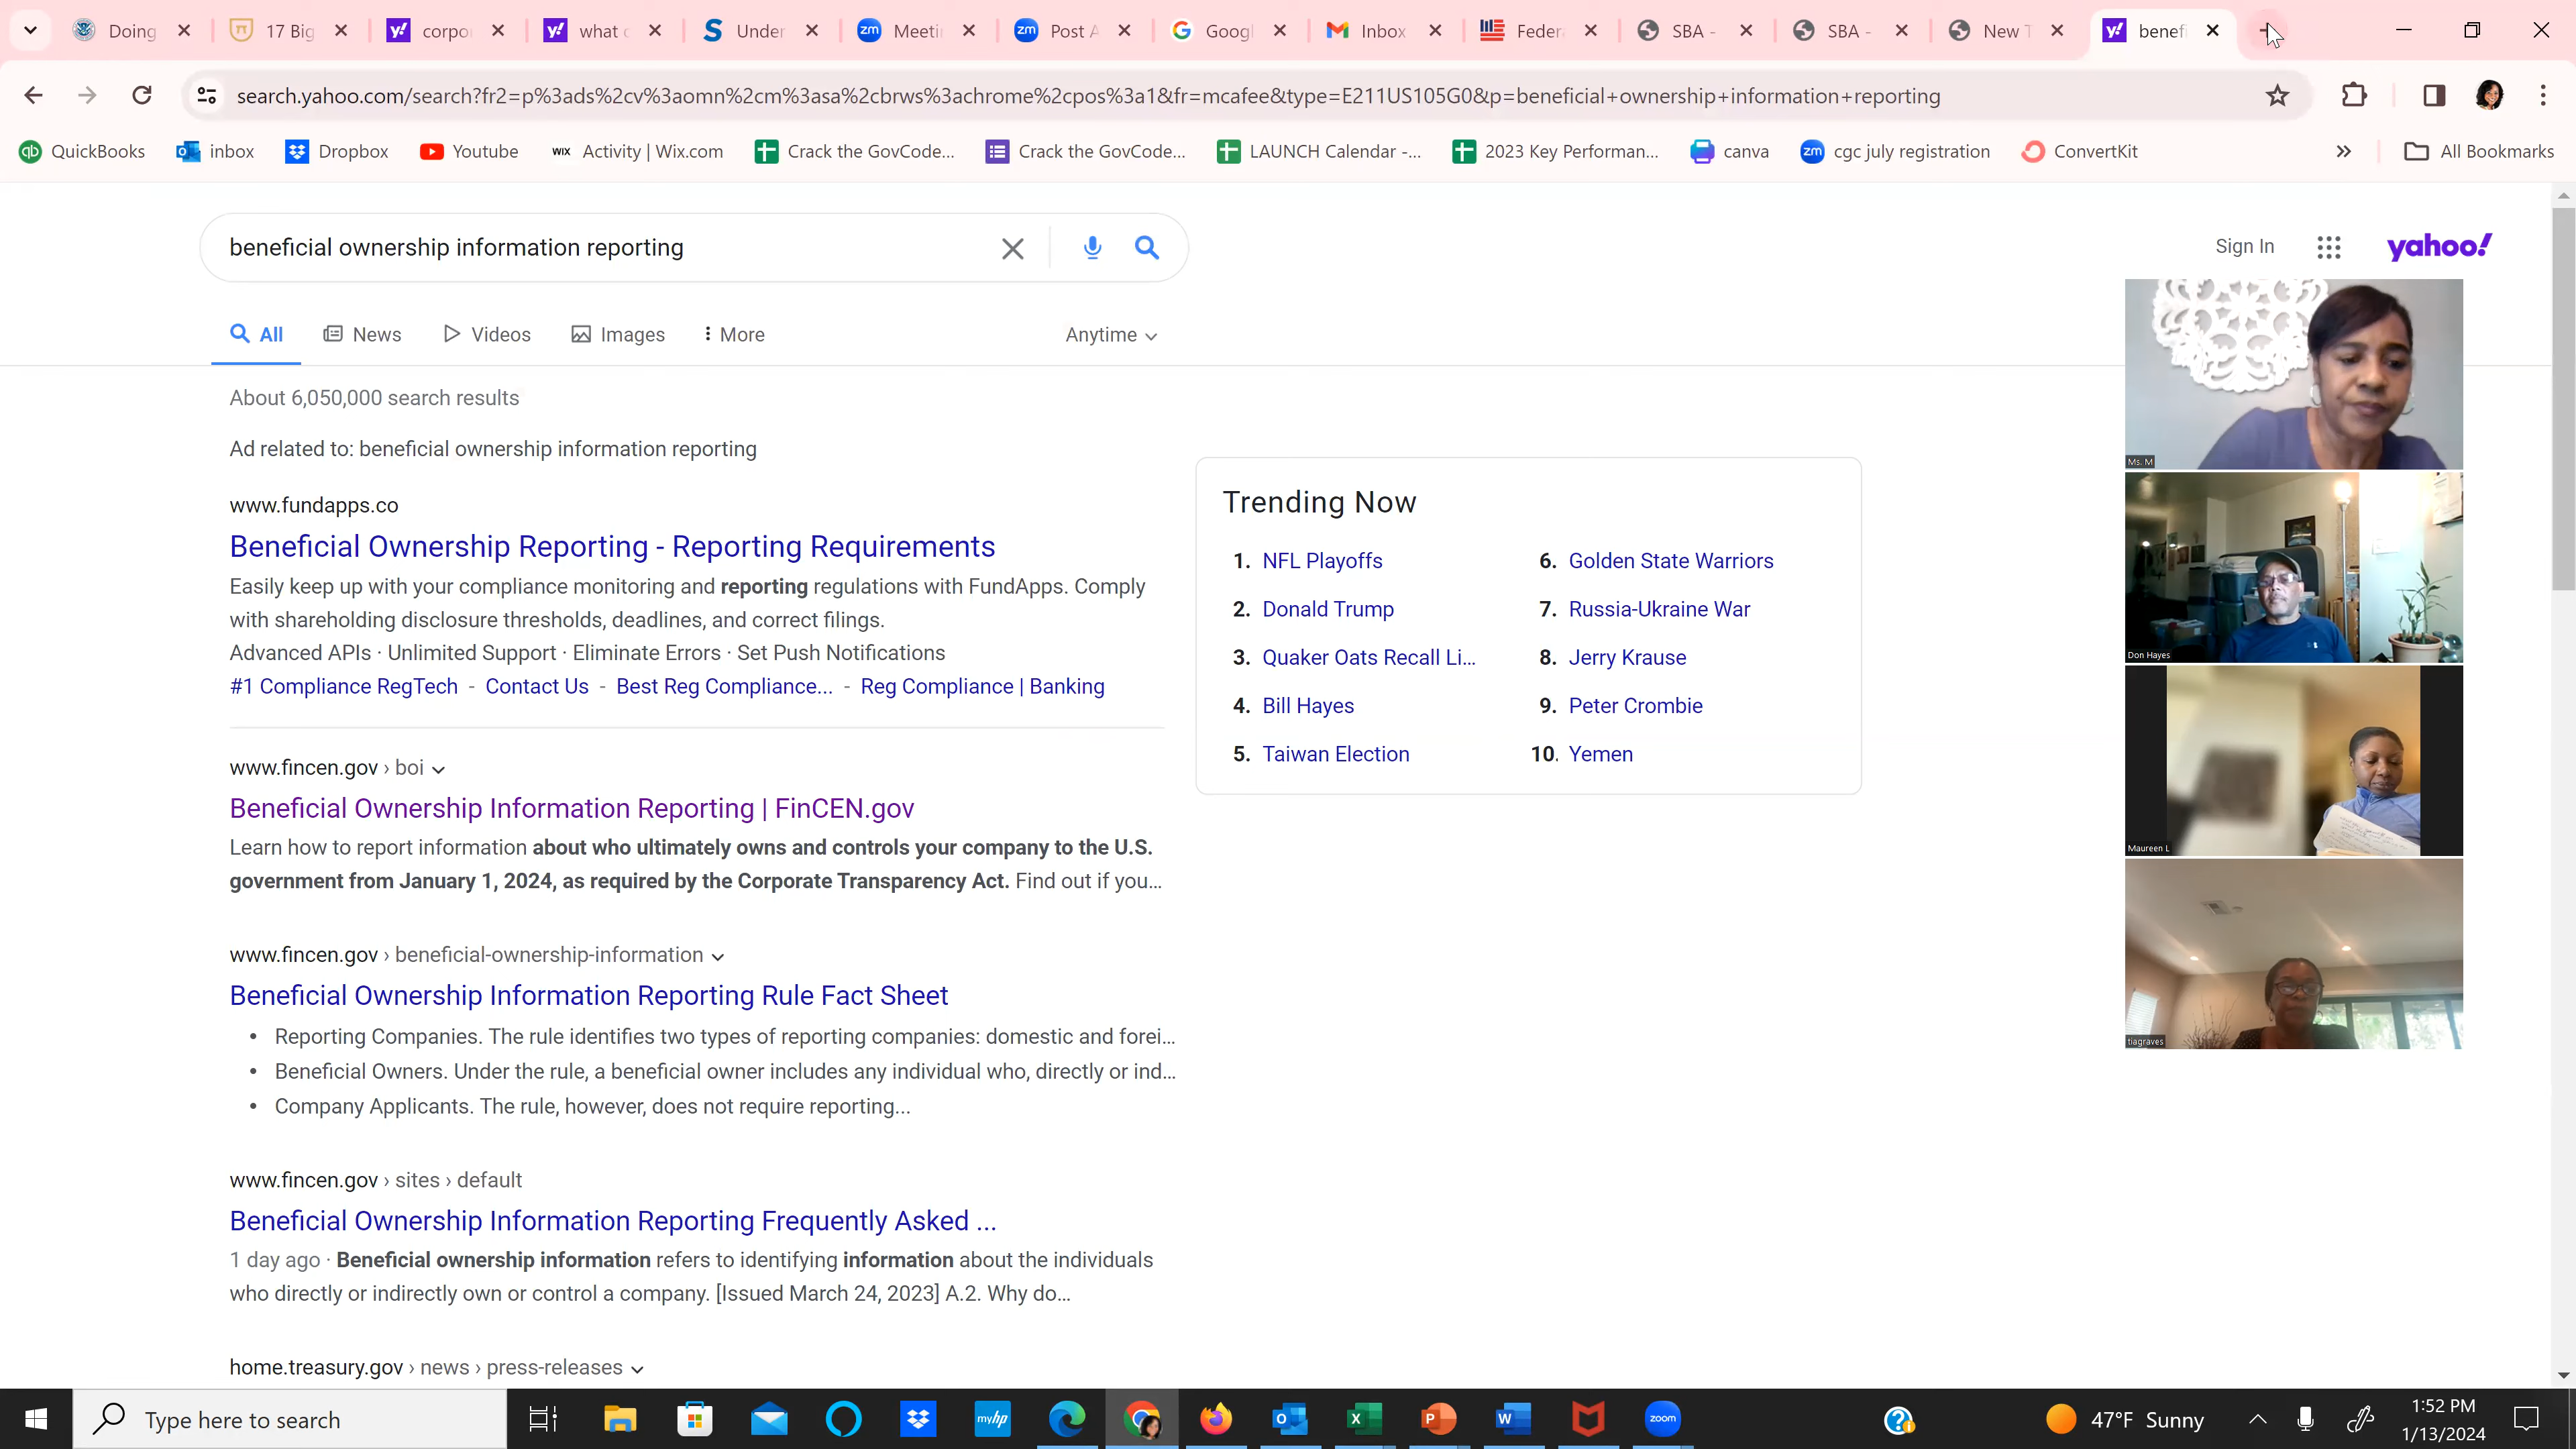 Doing
17 Big
corpo
what c
Under
Meeti
Post A
Googl
Inbox
Feder
SBA -
SBA -
New T
benefi
search.yahoo.com/search?fr2=p%3ads%2cv%3aomn%2cm%3asa%2cbrws%3achrome%2cpos%3a1&fr=mcafee&type=E211US105G0&p=beneficial+ownership+information+reporting
QuickBooks
inbox
Dropbox
Youtube
WIX Activity | Wix.com
Crack the GovCode...
Crack the GovCode...
LAUNCH Calendar -...
2023 Key Performan...
canva
cgc july registration
ConvertKit
All Bookmarks
beneficial ownership information reporting
Sign In
yahoo!
All
News
Videos
Images
More
Anytime
About 6,050,000 search results
Ad related to: beneficial ownership information reporting
www.fundapps.co
Beneficial Ownership Reporting - Reporting Requirements
Easily keep up with your compliance monitoring and reporting regulations with FundApps. Comply
with shareholding disclosure thresholds, deadlines, and correct filings.
Advanced APIs · Unlimited Support · Eliminate Errors · Set Push Notifications
#1 Compliance RegTech - Contact Us - Best Reg Compliance... - Reg Compliance | Banking
www.fincen.gov › boi
Beneficial Ownership Information Reporting | FinCEN.gov
Learn how to report information about who ultimately owns and controls your company to the U.S.
government from January 1, 2024, as required by the Corporate Transparency Act. Find out if you...
www.fincen.gov › beneficial-ownership-information
Beneficial Ownership Information Reporting Rule Fact Sheet
• Reporting Companies. The rule identifies two types of reporting companies: domestic and forei...
• Beneficial Owners. Under the rule, a beneficial owner includes any individual who, directly or ind...
• Company Applicants. The rule, however, does not require reporting...
www.fincen.gov › sites › default
Beneficial Ownership Information Reporting Frequently Asked ...
1 day ago · Beneficial ownership information refers to identifying information about the individuals
who directly or indirectly own or control a company. [Issued March 24, 2023] A.2. Why do...
home.treasury.gov › news › press-releases
Trending Now
1. NFL Playoffs
2. Donald Trump
3. Quaker Oats Recall Li...
4. Bill Hayes
5. Taiwan Election
6. Golden State Warriors
7. Russia-Ukraine War
8. Jerry Krause
9. Peter Crombie
10. Yemen
Ms. M
Don Hayes
Maureen L
tiagraves
Type here to search
myhp
zoom
47°F Sunny
1:52 PM
1/13/2024